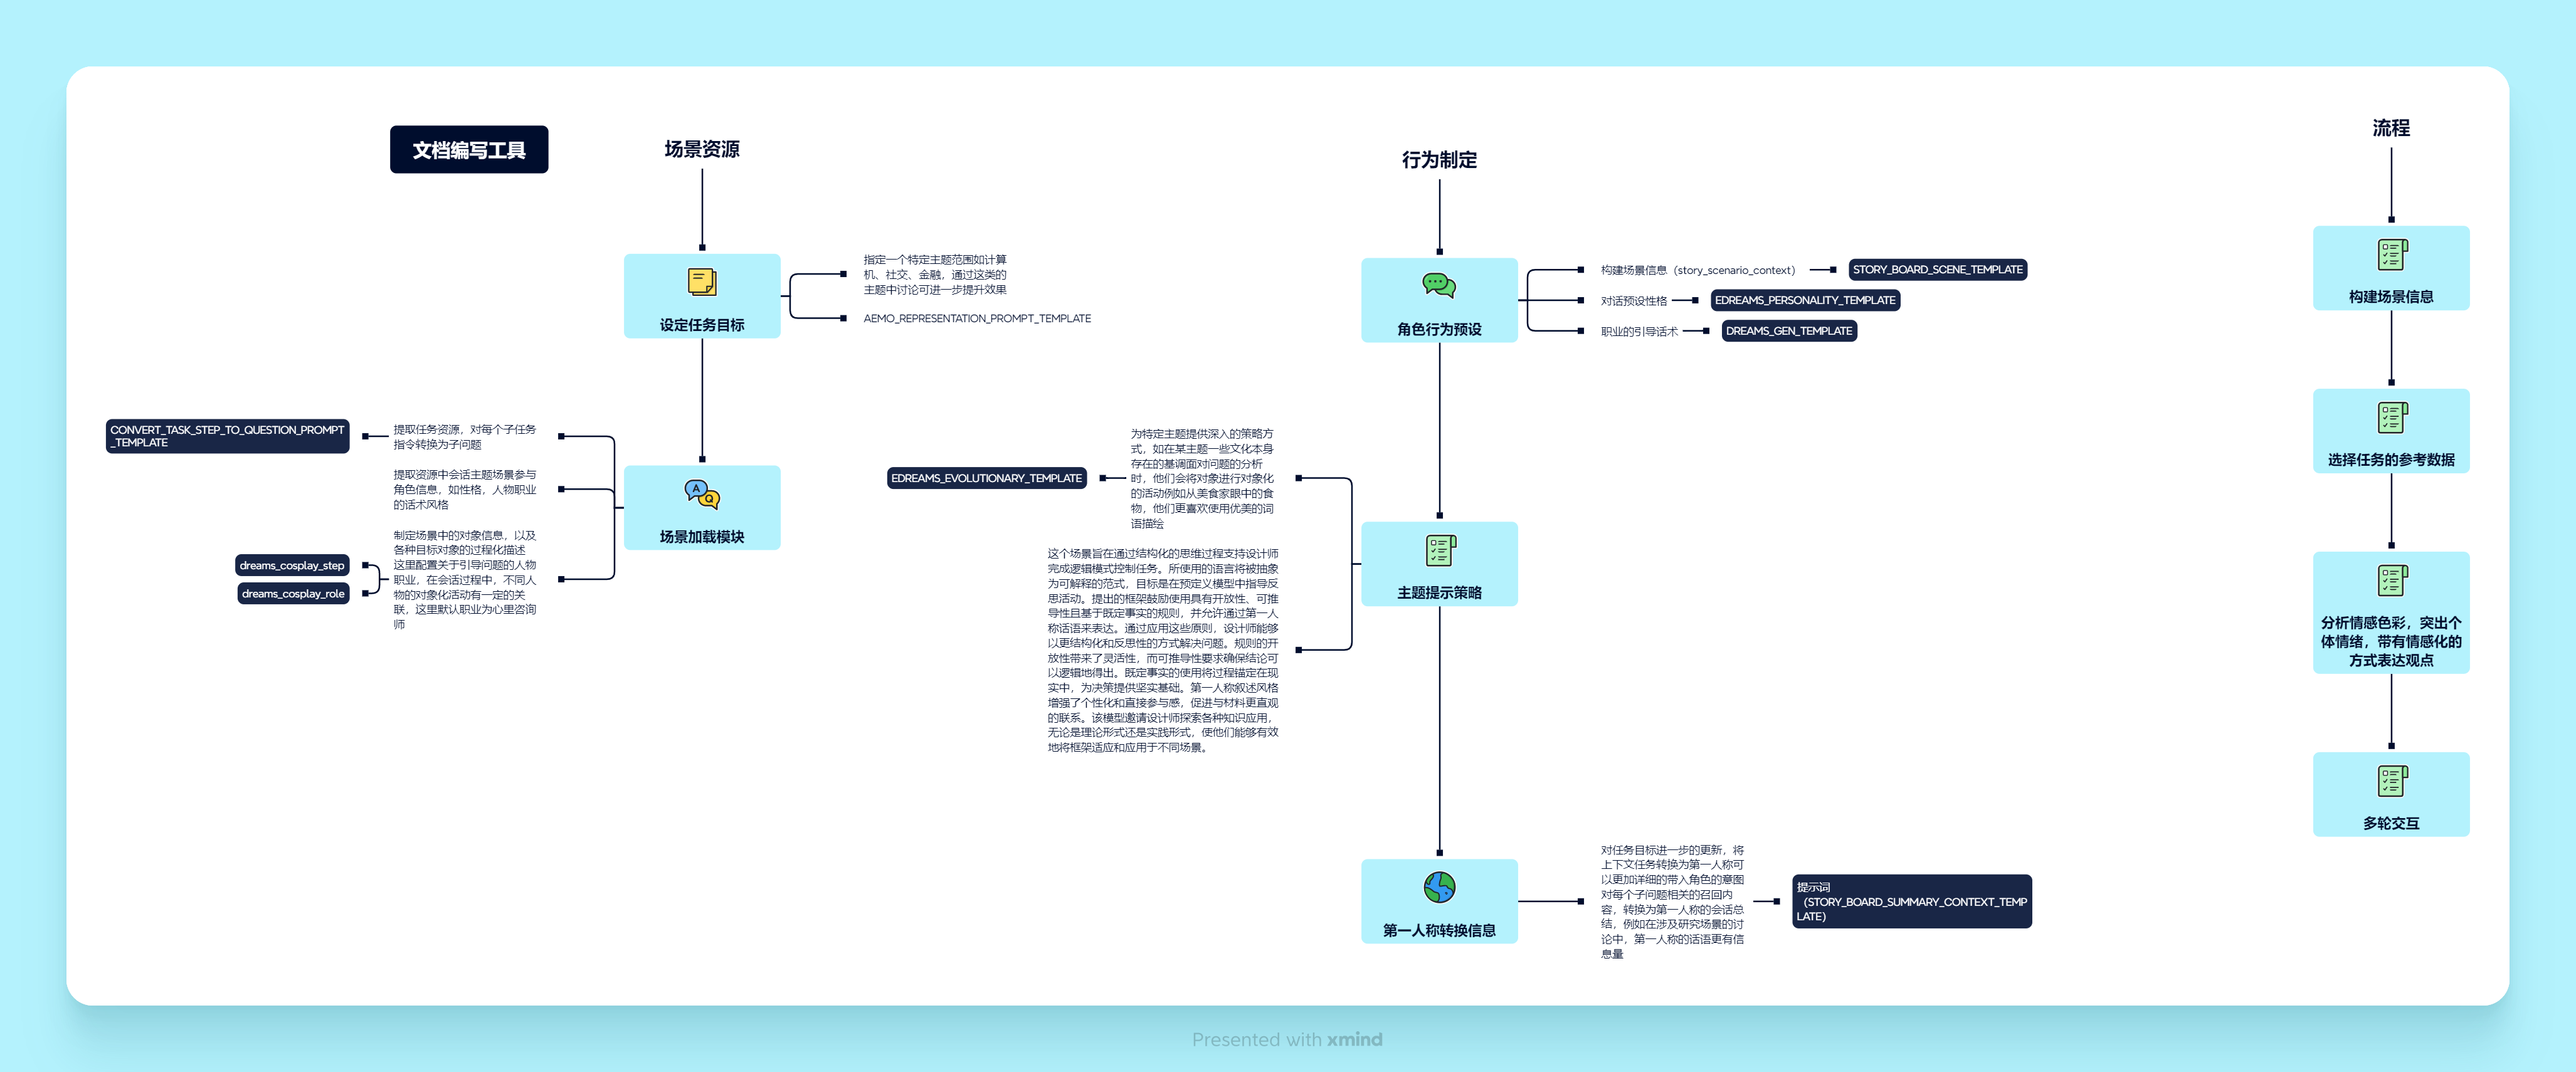 文档编写工具
场景资源
设定任务目标
指定一个特定主题范围如计算
机、社交、金融，通过这类的
主题中讨论可进一步提升效果
AEMO_REPRESENTATION_PROMPT_TEMPLATE
场景加载模块
提取任务资源，对每个子任务
指令转换为子问题
CONVERT_TASK_STEP_TO_QUESTION_PROMPT
_TEMPLATE
提取资源中会话主题场景参与
角色信息，如性格，人物职业
的话术风格
制定场景中的对象信息，以及
各种目标对象的过程化描述
这里配置关于引导问题的人物
职业，在会话过程中，不同人
物的对象化活动有一定的关
联，这里默认职业为心里咨询
师
dreams_cosplay_step
dreams_cosplay_role
行为制定
角色行为预设
构建场景信息（story_scenario_context）
STORY_BOARD_SCENE_TEMPLATE
对话预设性格
EDREAMS_PERSONALITY_TEMPLATE
职业的引导话术
DREAMS_GEN_TEMPLATE
主题提示策略
为特定主题提供深入的策略方
式，如在某主题一些文化本身
存在的基调面对问题的分析
时，他们会将对象进行对象化
的活动例如从美食家眼中的食
物，他们更喜欢使用优美的词
语描绘
EDREAMS_EVOLUTIONARY_TEMPLATE
这个场景旨在通过结构化的思维过程支持设计师
完成逻辑模式控制任务。所使用的语言将被抽象
为可解释的范式，目标是在预定义模型中指导反
思活动。提出的框架鼓励使用具有开放性、可推
导性且基于既定事实的规则，并允许通过第一人
称话语来表达。通过应用这些原则，设计师能够
以更结构化和反思性的方式解决问题。规则的开
放性带来了灵活性，而可推导性要求确保结论可
以逻辑地得出。既定事实的使用将过程锚定在现
实中，为决策提供坚实基础。第一人称叙述风格
增强了个性化和直接参与感，促进与材料更直观
的联系。该模型邀请设计师探索各种知识应用，
无论是理论形式还是实践形式，使他们能够有效
地将框架适应和应用于不同场景。
第一人称转换信息
对任务目标进一步的更新，将
上下文任务转换为第一人称可
以更加详细的带入角色的意图
对每个子问题相关的召回内
容，转换为第一人称的会话总
结，例如在涉及研究场景的讨
论中，第一人称的话语更有信
息量
提示词
（STORY_BOARD_SUMMARY_CONTEXT_TEMP
LATE）
流程
构建场景信息
选择任务的参考数据
分析情感色彩，突出个
体情绪，带有情感化的
方式表达观点
多轮交互
Presented with xmind